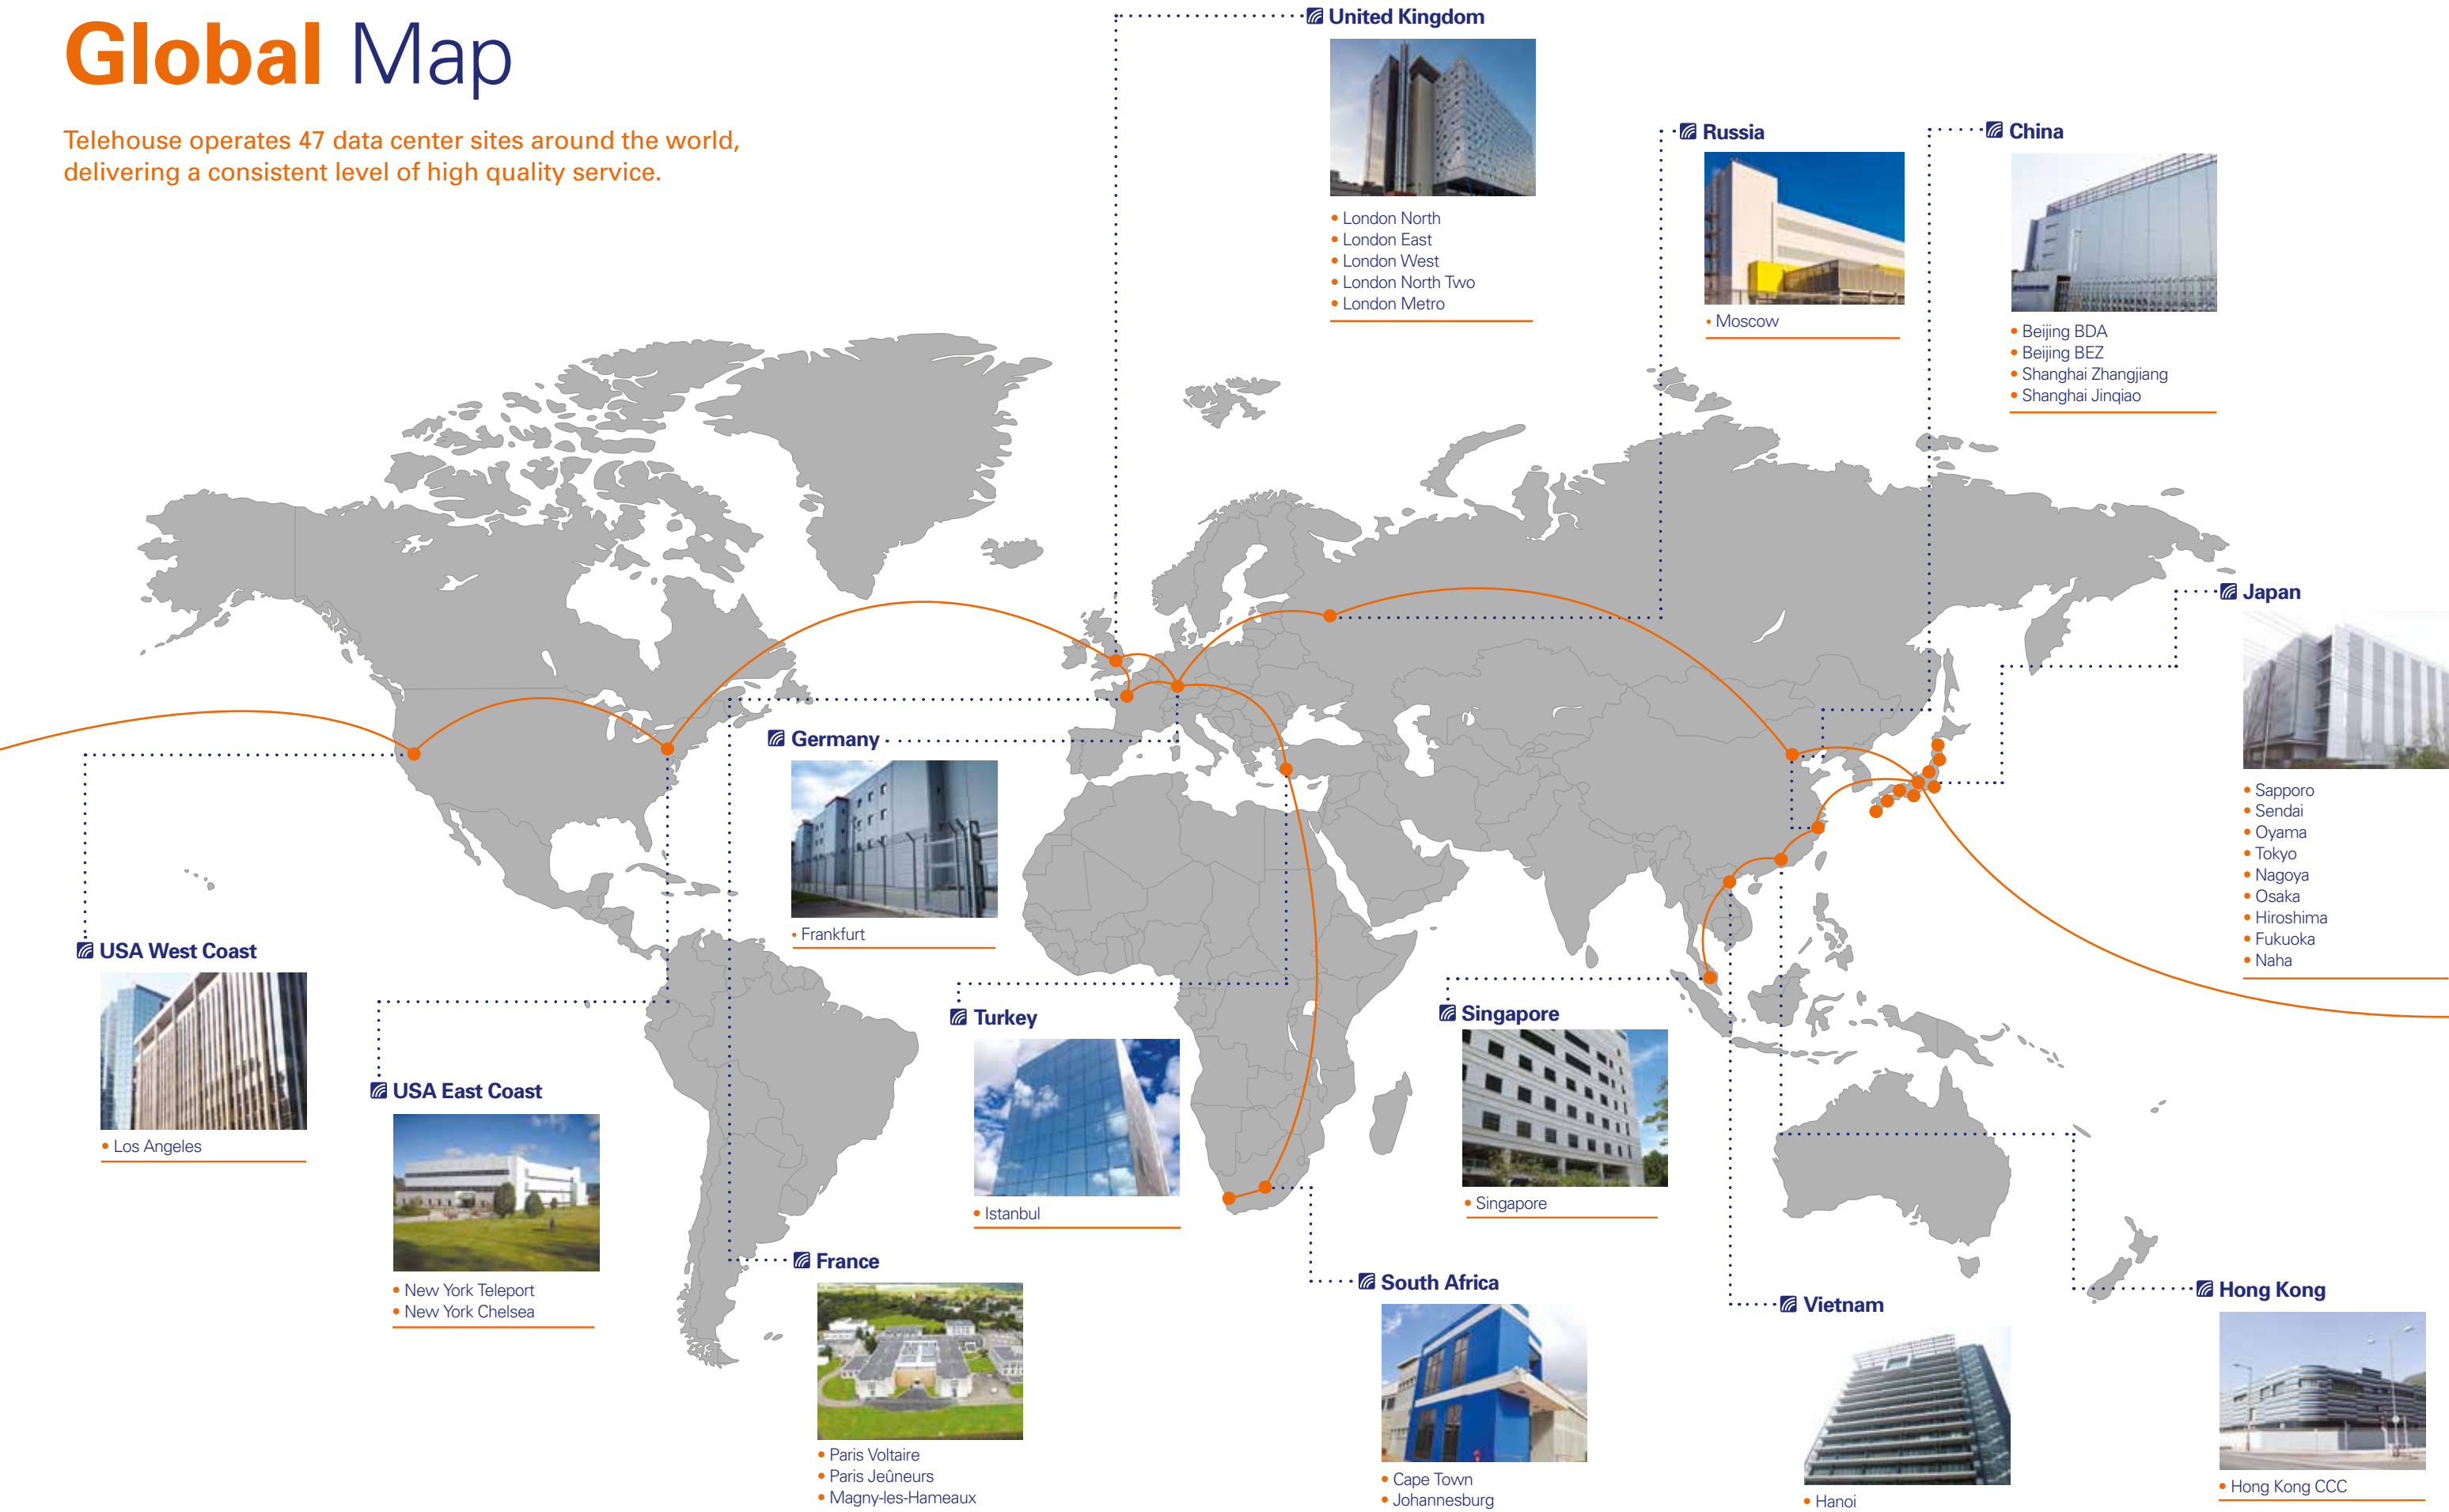 Global Map
Telehouse operates 47 data center sites around the world,
delivering a consistent level of high quality service.
United Kingdom
London North
London East
London West
London North Two
London Metro
Russia
Moscow
China
Beijing BDA
Beijing BEZ
Shanghai Zhangjiang
Shanghai Jinqiao
Japan
Sapporo
Sendai
Oyama
Tokyo
Nagoya
Osaka
Hiroshima
Fukuoka
Naha
Germany
Frankfurt
USA West Coast
Los Angeles
USA East Coast
New York Teleport
New York Chelsea
Turkey
Istanbul
Singapore
Singapore
France
Paris Voltaire
Paris Jeûneurs
Magny-les-Hameaux
South Africa
Cape Town
Johannesburg
Vietnam
Hanoi
Hong Kong
Hong Kong CCC